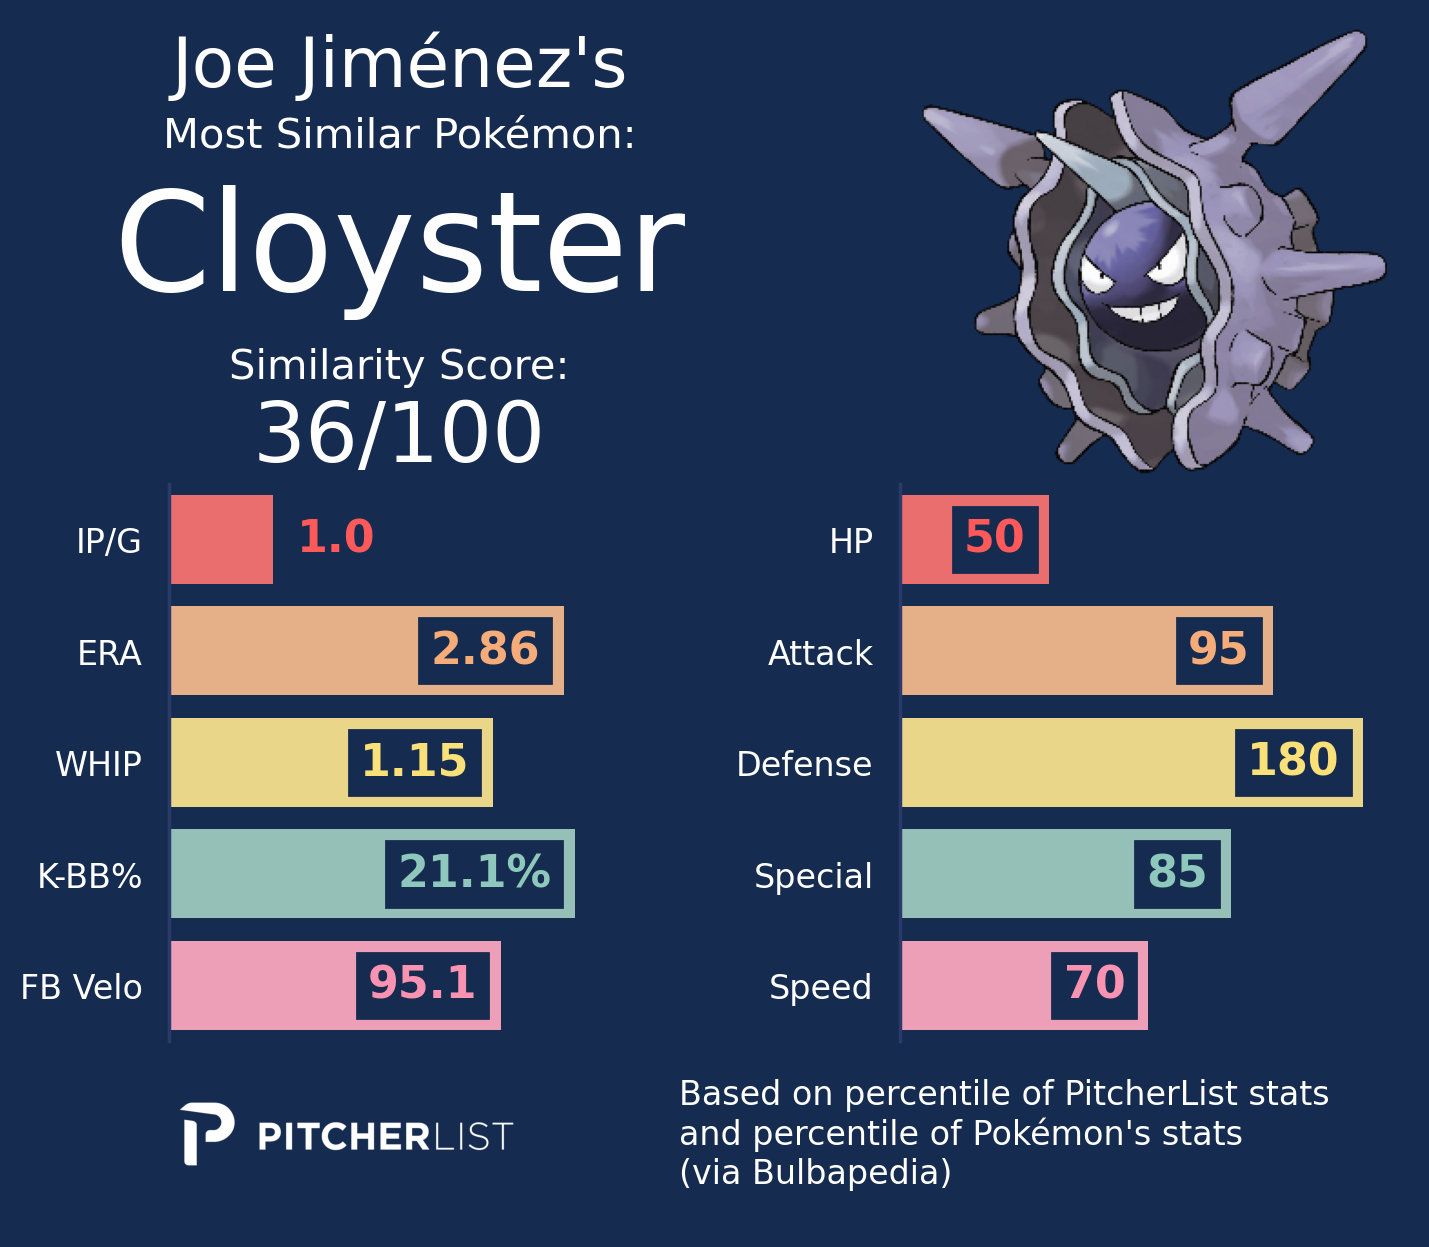 Joe Jiménez's
Most Similar Pokémon:
Cloyster
Similarity Score:
36/100
IP/G 1.0
ERA 2.86
WHIP 1.15
K-BB% 21.1%
FB Velo 95.1
HP 50
Attack 95
Defense 180
Special 85
Speed 70
PITCHERLIST
Based on percentile of PitcherList stats
and percentile of Pokémon's stats
(via Bulbapedia)